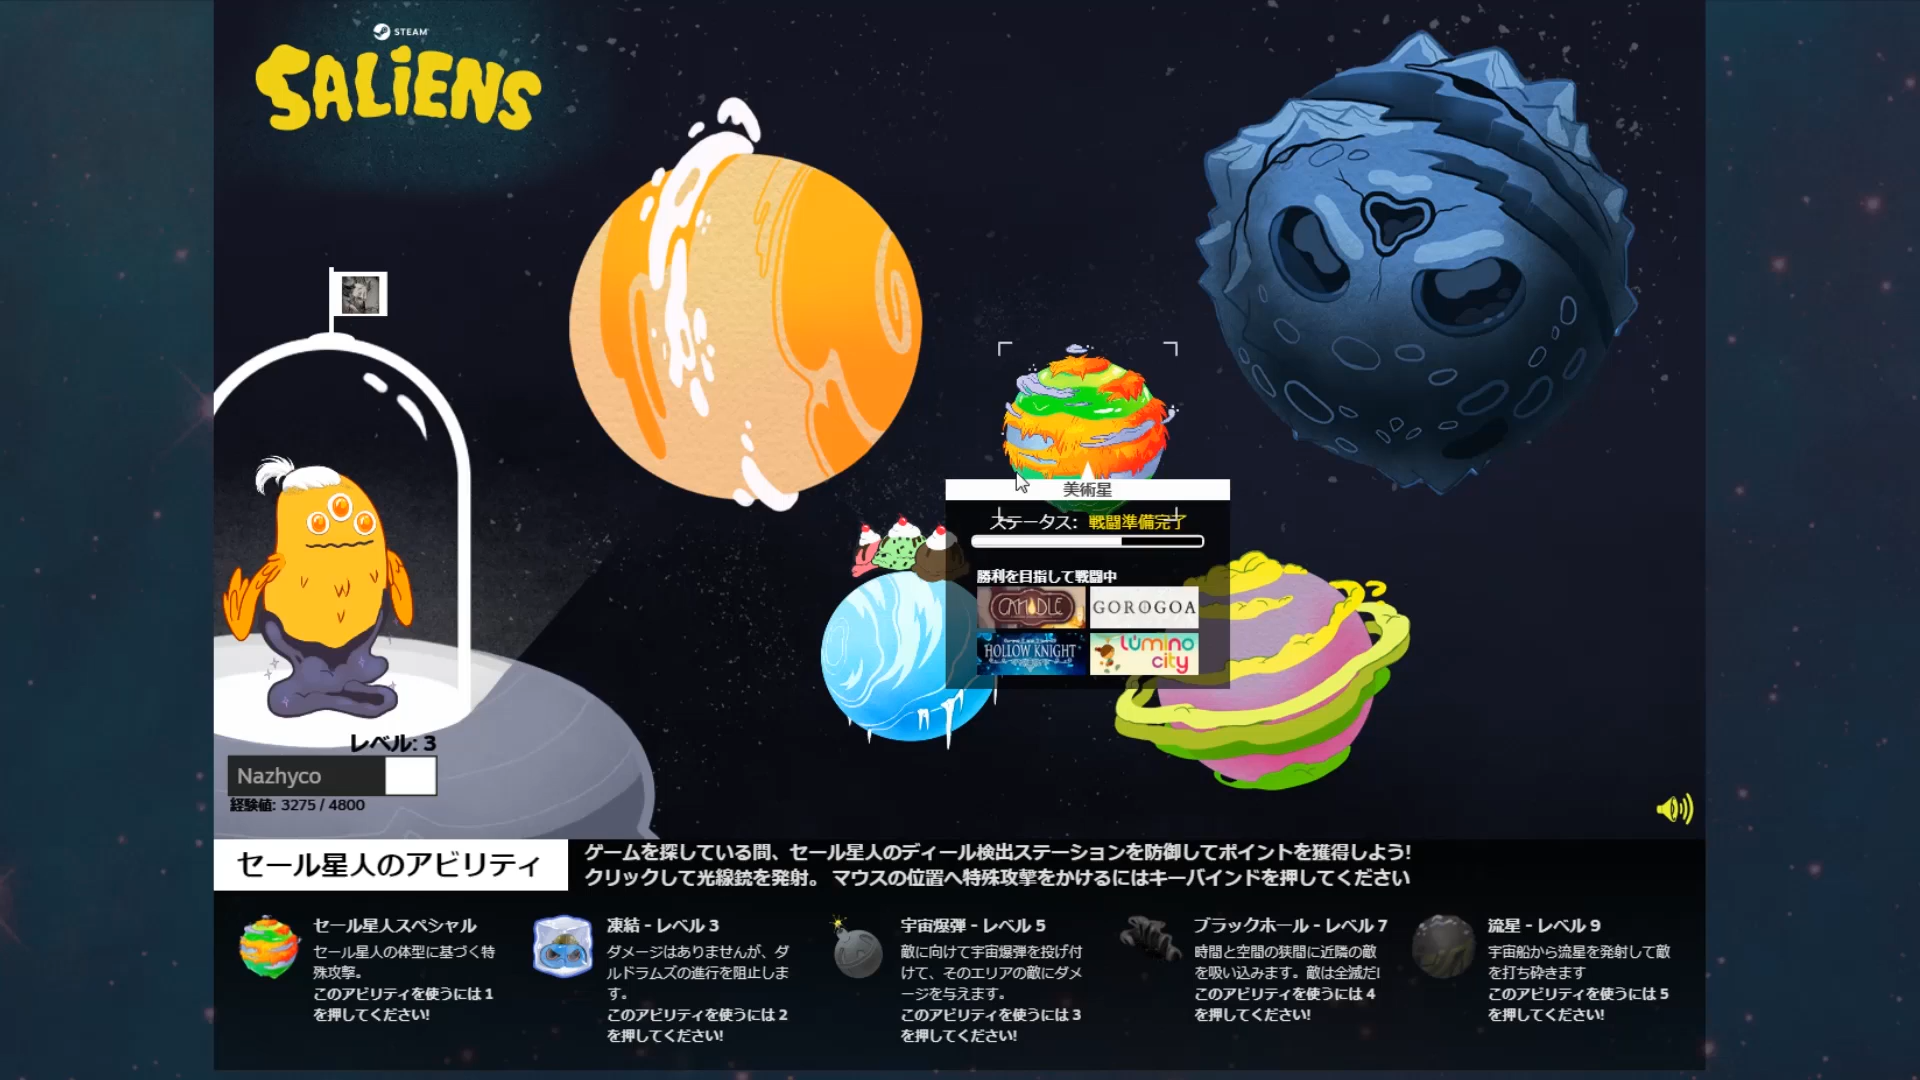 STEAM
SALiENS
美術星
ステータス: 戦闘準備完了
勝利を目指して戦闘中
CANDLE
GOROGOA
HOLLOW KNIGHT
Lumino
city
レベル: 3
Nazhyco
経験値: 3275 / 4800
セール星人のアビリティ
ゲームを探している間、セール星人のディール検出ステーションを防御してポイントを獲得しよう!
クリックして光線銃を発射。 マウスの位置へ特殊攻撃をかけるにはキーバインドを押してください
セール星人スペシャル
セール星人の体型に基づく特
殊攻撃。
このアビリティを使うには 1
を押してください!
凍結 - レベル 3
ダメージはありませんが、ダ
ルドラムズの進行を阻止しま
す。
このアビリティを使うには 2
を押してください!
宇宙爆弾 - レベル 5
敵に向けて宇宙爆弾を投げ付
けて、そのエリアの敵にダメ
ージを与えます。
このアビリティを使うには 3
を押してください!
ブラックホール - レベル 7
時間と空間の狭間に近隣の敵
を吸い込みます。敵は全滅だ!
このアビリティを使うには 4
を押してください!
流星 - レベル 9
宇宙船から流星を発射して敵
を打ち砕きます
このアビリティを使うには 5
を押してください!